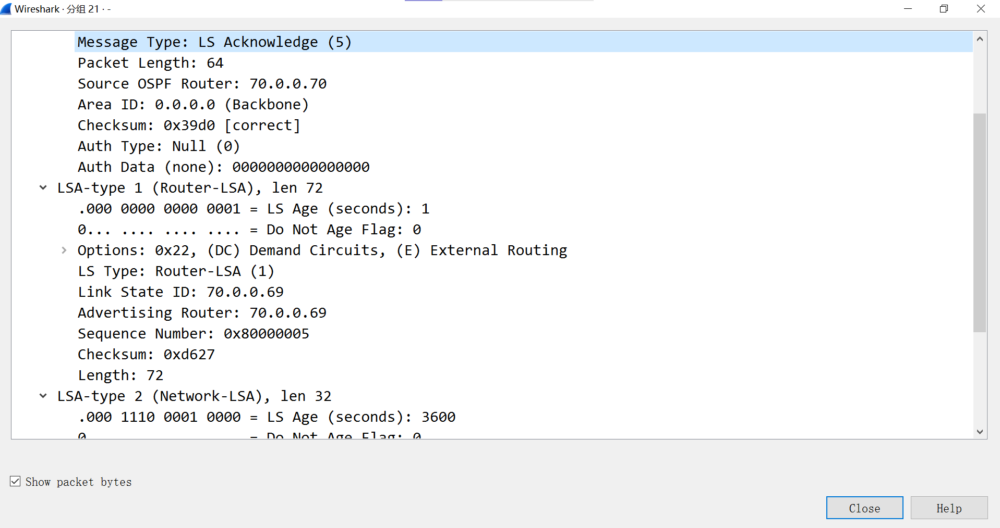 Wireshark · 分组 21 · -
Message Type: LS Acknowledge (5)
Packet Length: 64
Source OSPF Router: 70.0.0.70
Area ID: 0.0.0.0 (Backbone)
Checksum: 0x39d0 [correct]
Auth Type: Null (0)
Auth Data (none): 0000000000000000
LSA-type 1 (Router-LSA), len 72
.000 0000 0000 0001 = LS Age (seconds): 1
0... .... .... .... = Do Not Age Flag: 0
Options: 0x22, (DC) Demand Circuits, (E) External Routing
LS Type: Router-LSA (1)
Link State ID: 70.0.0.69
Advertising Router: 70.0.0.69
Sequence Number: 0x80000005
Checksum: 0xd627
Length: 72
LSA-type 2 (Network-LSA), len 32
.000 1110 0001 0000 = LS Age (seconds): 3600
0 = Do Not Age Flag: 0
Show packet bytes
Close
Help